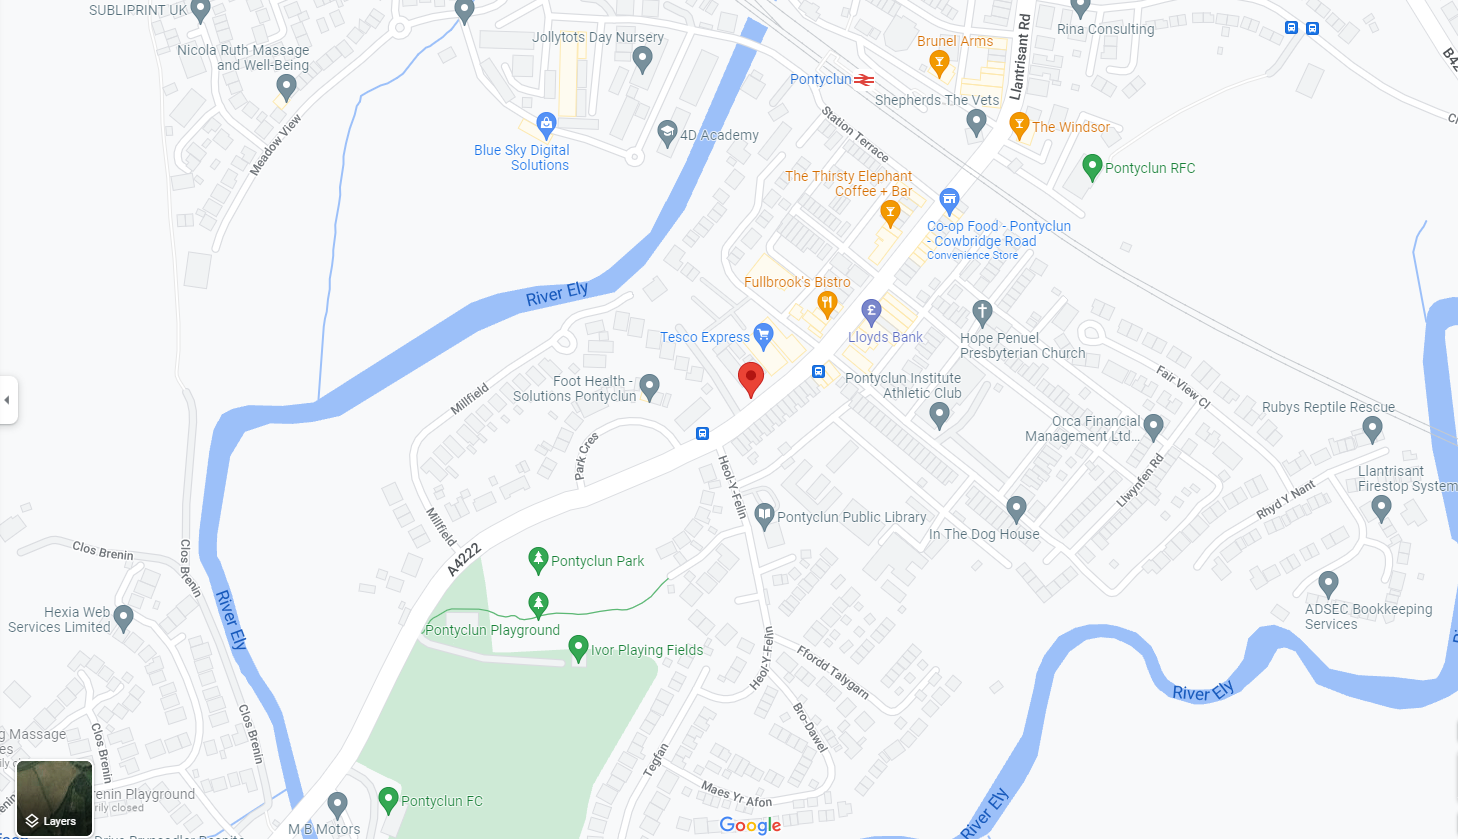 SUBLIPRINT UK
Nicola Ruth Massage
and Well-Being
Jollytots Day Nursery
Brunel Arms
Llantrisant Rd
Rina Consulting
B42
Pontyclun
Shepherds The Vets
The Windsor
Meadow View
Blue Sky Digital
Solutions
4D Academy
Station Terrace
Pontyclun RFC
The Thirsty Elephant
Coffee + Bar
Co-op Food - Pontyclun
- Cowbridge Road
Convenience Store
River Ely
Fullbrook's Bistro
Tesco Express
Lloyds Bank
Hope Penuel
Presbyterian Church
Foot Health -
Solutions Pontyclun
Millfield
Pontyclun Institute
Athletic Club
Fair View Cl
Orca Financial
Management Ltd...
Rubys Reptile Rescue
Park Cres
Heol-Y-Felin
Llwynfen Rd
Llantrisant
Firestop System
Rhyd Y Nant
Millfield
Pontyclun Public Library
In The Dog House
Clos Brenin
Clos Brenin
A4222
Pontyclun Park
Hexia Web
Services Limited
River Ely
Pontyclun Playground
Ivor Playing Fields
Heol-Y-Felin
Ffordd Talygarn
ADSEC Bookkeeping
Services
River Ely
Clos Brenin
Clos Brenin
g Massage
es
Bro-Dawel
Tegfan
Maes Yr Afon
renin Playground
rily closed
Layers
M B Motors
Pontyclun FC
Google
River Ely